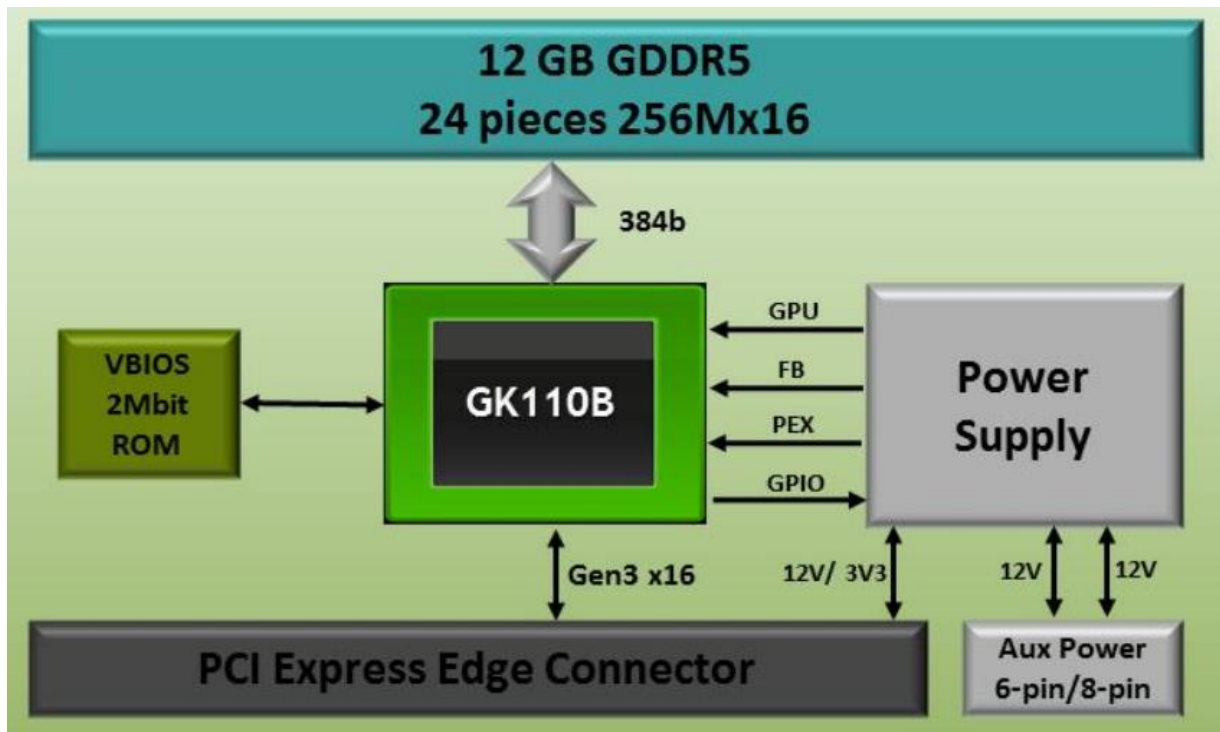 12 GB GDDR5
24 pieces 256Mx16
384b
VBIOS
2Mbit
ROM
GK110B
GPU
FB
PEX
GPIO
Power
Supply
Gen3 x16
12V/ 3V3
12V
12V
PCI Express Edge Connector
Aux Power
6-pin/8-pin